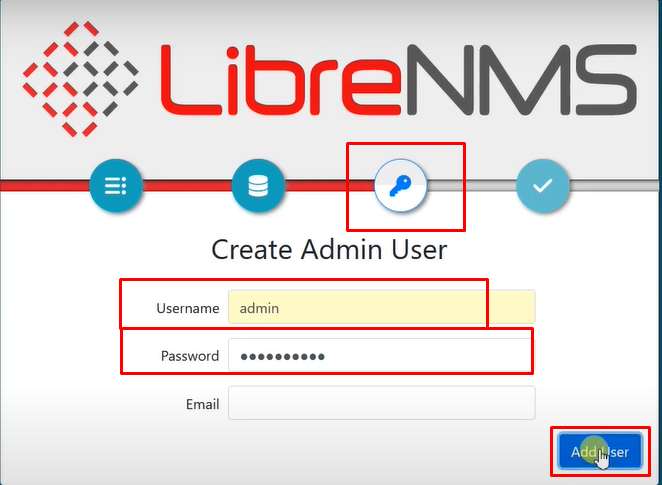 LibreNMS
Create Admin User
Username admin
Password ●●●●●●●●●●
Email
Add User